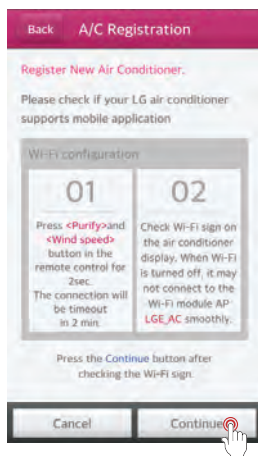 Back
A/C Registration
Register New Air Conditioner.
Please check if your LG air conditioner
supports mobile application
Wi-Fi configuration
01
Press <Purify>and
<Wind speed>
button in the
remote control for
2sec.
The connection will
be timeout
in 2 min.
02
Check Wi-Fi sign on
the air conditioner
display. When Wi-Fi
is turned off, it may
not connect to the
Wi-Fi module AP
LGE_AC smoothly.
Press the Continue button after
checking the Wi-Fi sign.
Cancel
Continue